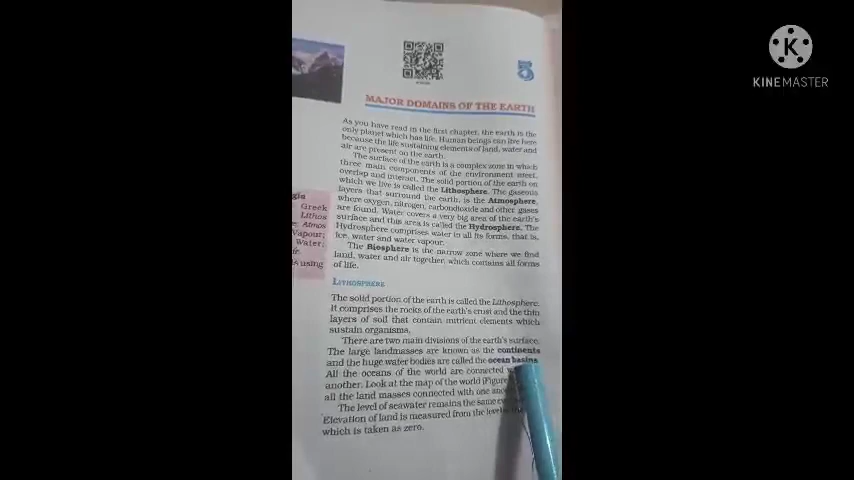 K
KINEMASTER
5
MAJOR DOMAINS OF THE EARTH
As you have read in the first chapter, the earth is the
only planet which has life. Human beings can live here
because the life sustaining elements of land, water and
air are present on the earth.
The surface of the earth is a complex zone in which
three main components of the environment meet,
overlap and interact. The solid portion of the earth on
which we live is called the Lithosphere. The gaseous
layers that surround the earth, is the Atmosphere,
where oxygen, nitrogen, carbondioxide and other gases
are found. Water covers a very big area of the earth's
surface and this area is called the Hydrosphere. The
Hydrosphere comprises water in all its forms, that is,
ice, water and water vapour.
The Biosphere is the narrow zone where we find
land, water and air together, which contains all forms
of life.
Greek
Lithos
Atmos
Vapour;
Water;
using
LITHOSPHERE
The solid portion of the earth is called the Lithosphere.
It comprises the rocks of the earth's crust and the thin
layers of soil that contain nutrient elements which
sustain organisms.
There are two main divisions of the earth's surface.
The large landmasses are known as the continents
and the huge water bodies are called the ocean basins.
All the oceans of the world are connected
another. Look at the map of the world (Figure
all the land masses connected with one
The level of seawater remains the same
Elevation of land is measured from the level
which is taken as zero.